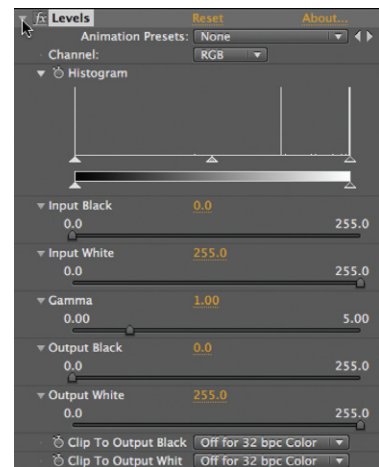 fx Levels Reset About...
Animation Presets: None
Channel: RGB
Histogram
Input Black 0.0
0.0 255.0
Input White 255.0
0.0 255.0
Gamma 1.00
0.00 5.00
Output Black 0.0
0.0 255.0
Output White 255.0
0.0 255.0
Clip To Output Black Off for 32 bpc Color
Clip To Output Whit Off for 32 bpc Color